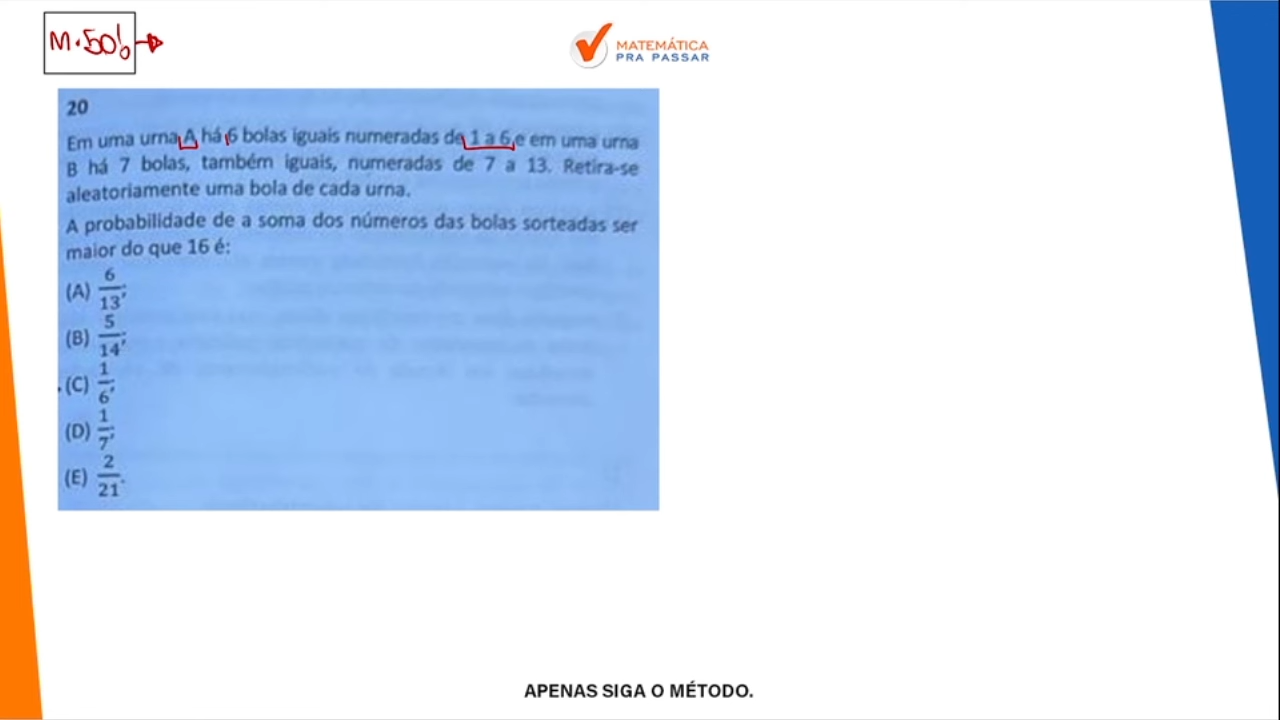 M.50%
MATEMÁTICA
PRA PASSAR
20
Em uma urna A há 6 bolas iguais numeradas de 1 a 6 e em uma urna
B há 7 bolas, também iguais, numeradas de 7 a 13. Retira-se
aleatoriamente uma bola de cada urna.
A probabilidade de a soma dos números das bolas sorteadas ser
maior do que 16 é:
(A) 6/13;
(B) 5/14;
(C) 1/6;
(D) 1/7;
(E) 2/21.
APENAS SIGA O MÉTODO.